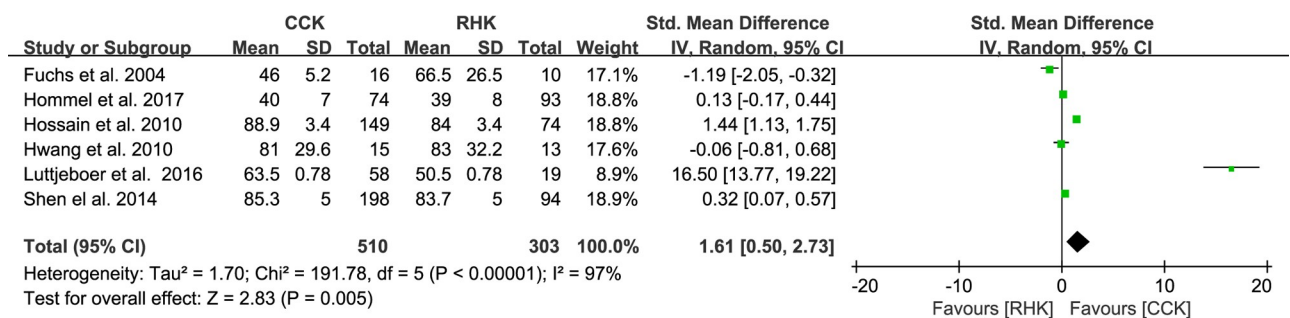 CCK RHK Std. Mean Difference Std. Mean Difference
Study or Subgroup Mean SD Total Mean SD Total Weight IV, Random, 95% CI IV, Random, 95% CI
Fuchs et al. 2004 46 5.2 16 66.5 26.5 10 17.1% -1.19 [-2.05, -0.32]
Hommel et al. 2017 40 7 74 39 8 93 18.8% 0.13 [-0.17, 0.44]
Hossain et al. 2010 88.9 3.4 149 84 3.4 74 18.8% 1.44 [1.13, 1.75]
Hwang et al. 2010 81 29.6 15 83 32.2 13 17.6% -0.06 [-0.81, 0.68]
Luttjeboer et al. 2016 63.5 0.78 58 50.5 0.78 19 8.9% 16.50 [13.77, 19.22]
Shen el al. 2014 85.3 5 198 83.7 5 94 18.9% 0.32 [0.07, 0.57]
Total (95% CI) 510 303 100.0% 1.61 [0.50, 2.73]
Heterogeneity: Tau² = 1.70; Chi² = 191.78, df = 5 (P < 0.00001); I² = 97%
Test for overall effect: Z = 2.83 (P = 0.005)
-20 -10 0 10 20
Favours [RHK] Favours [CCK]